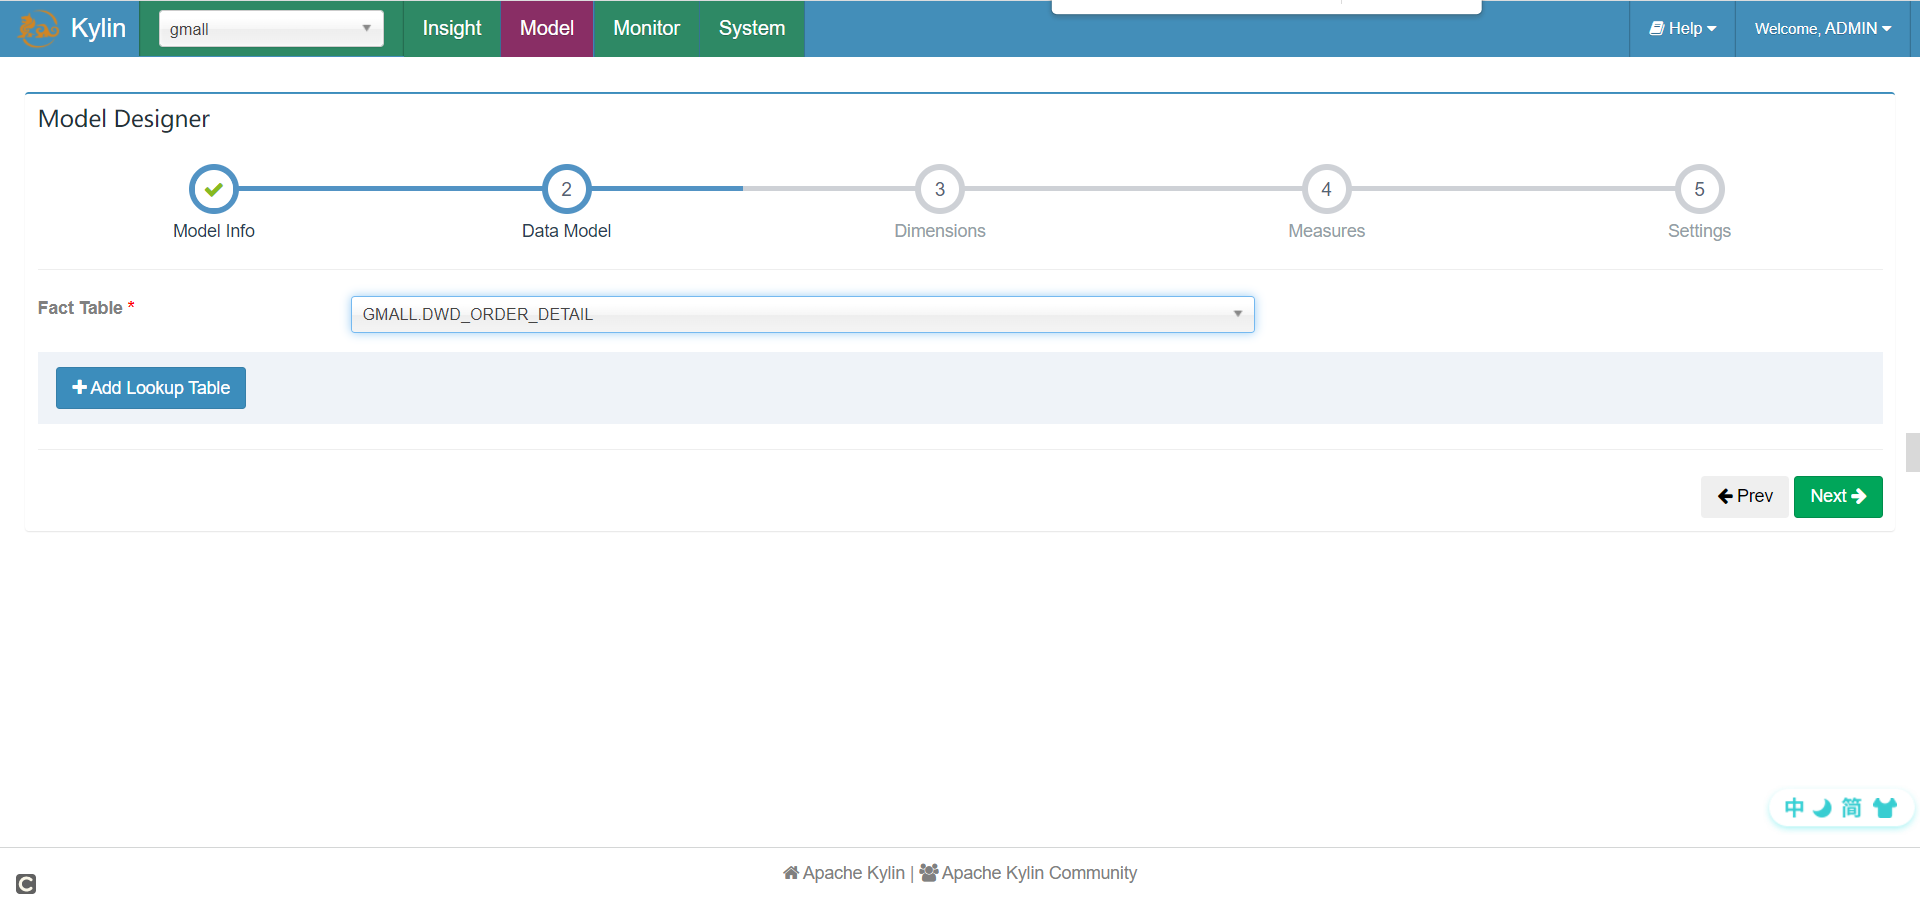 Kylin
gmall
Insight
Model
Monitor
System
Help
Welcome, ADMIN
Model Designer
2
3
4
5
Model Info
Data Model
Dimensions
Measures
Settings
Fact Table *
GMALL.DWD_ORDER_DETAIL
Add Lookup Table
Prev
Next
中 简
Apache Kylin | Apache Kylin Community
C